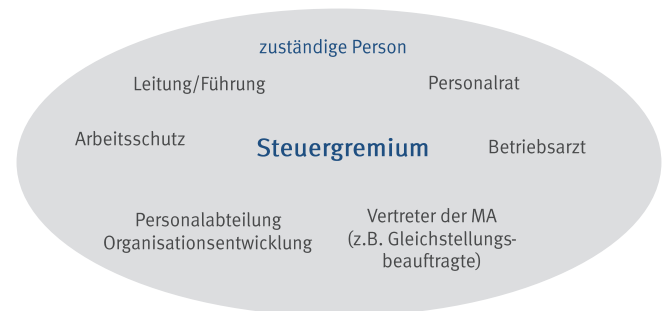 zuständige Person
Leitung/Führung
Personalrat
Arbeitsschutz
Steuergremium
Betriebsarzt
Personalabteilung
Organisationsentwicklung
Vertreter der MA
(z.B. Gleichstellungs-
beauftragte)